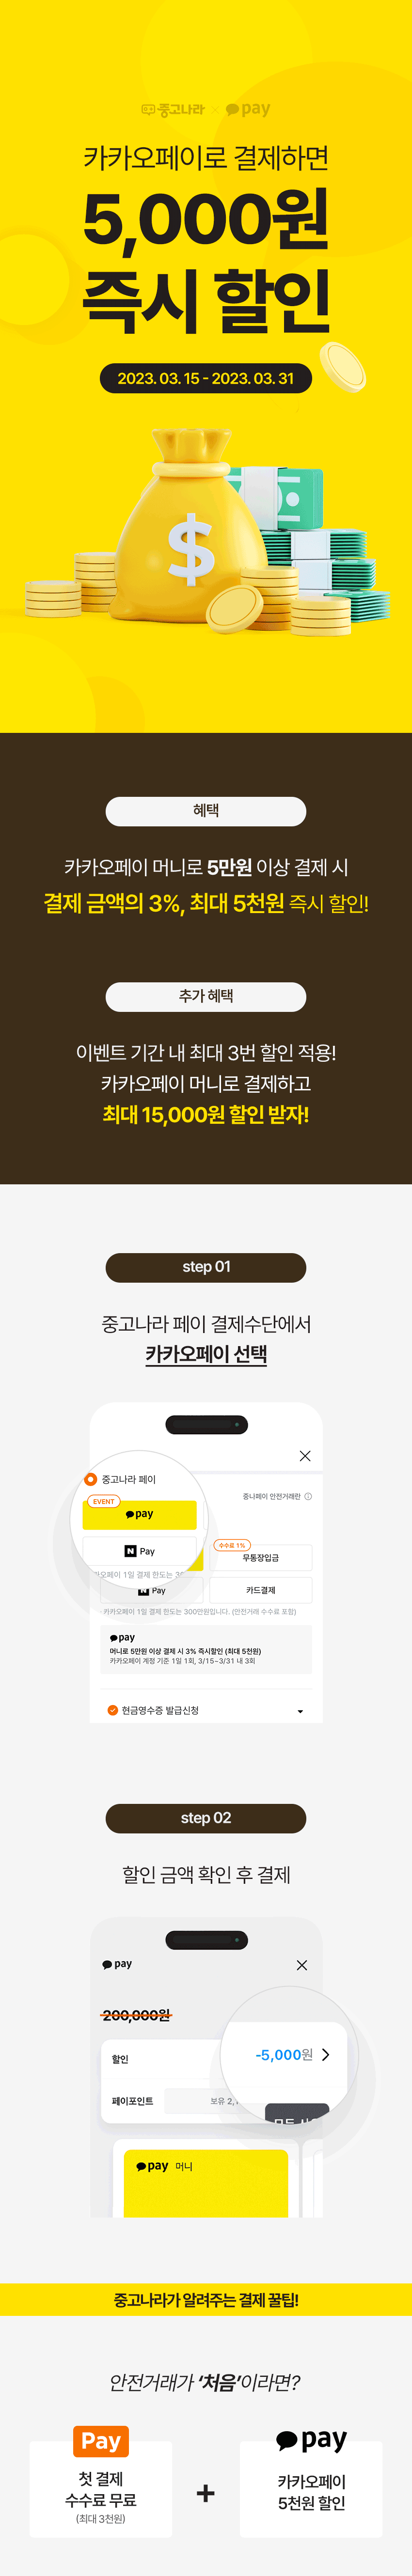 중고나라 × pay
카카오페이로 결제하면
5,000원
즉시 할인
2023. 03. 15 - 2023. 03. 31
$
혜택
카카오페이 머니로 5만원 이상 결제 시
결제 금액의 3%, 최대 5천원 즉시 할인!
추가 혜택
이벤트 기간 내 최대 3번 할인 적용!
카카오페이 머니로 결제하고
최대 15,000원 할인 받자!
step 01
중고나라 페이 결제수단에서
카카오페이 선택
중고나라 페이
중나페이 안전거래란
EVENT
pay
N Pay
수수료 1%
무통장입금
오페이 1일 결제 한도는 3
Pay
카드결제
카카오페이 1일 결제 한도는 300만원입니다. (안전거래 수수료 포함)
pay
머니로 5만원 이상 결제 시 3% 즉시할인 (최대 5천원)
카카오페이 계정 기준 1일 1회, 3/15~3/31 내 3회
현금영수증 발급신청
step 02
할인 금액 확인 후 결제
pay
200,000원
할인
-5,000원
페이포인트
보유 2,
pay 머니
중고나라가 알려주는 결제 꿀팁!
안전거래가 '처음'이라면?
Pay
첫 결제
수수료 무료
(최대 3천원)
+
pay
카카오페이
5천원 할인